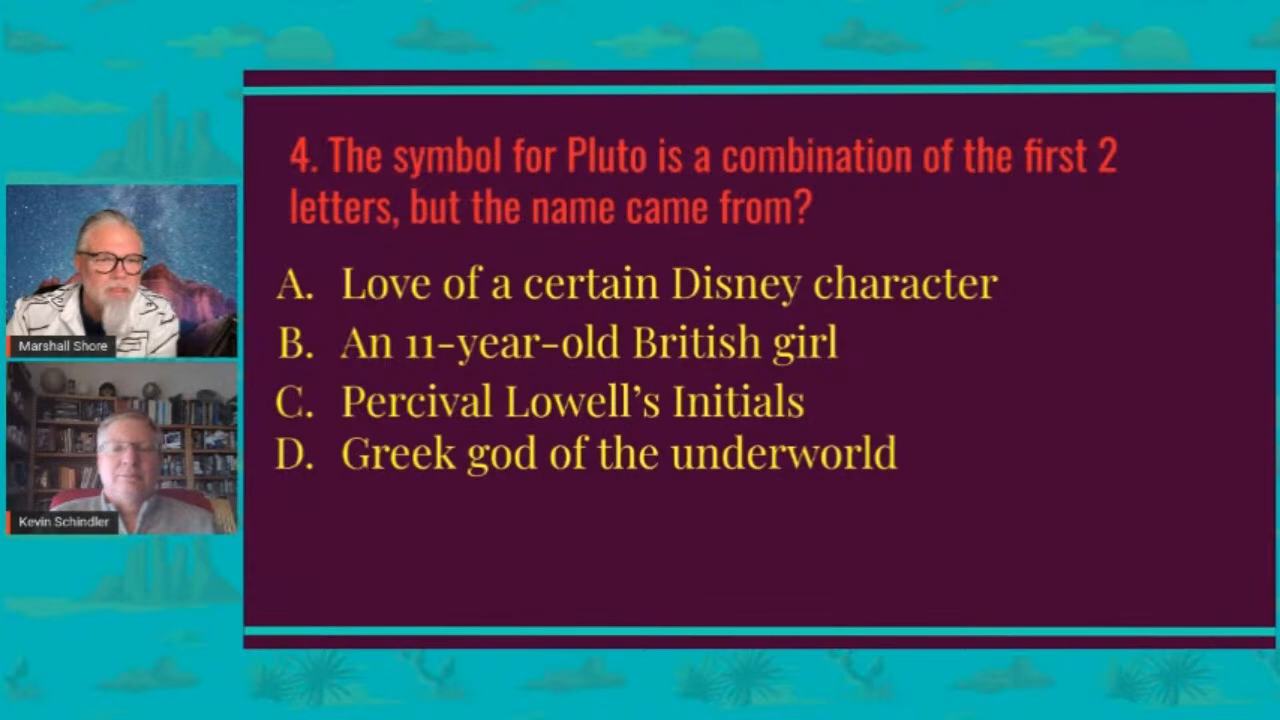 4. The symbol for Pluto is a combination of the first 2
letters, but the name came from?
A. Love of a certain Disney character
B. An 11-year-old British girl
C. Percival Lowell’s Initials
D. Greek god of the underworld
Marshall Shore
Kevin Schindler